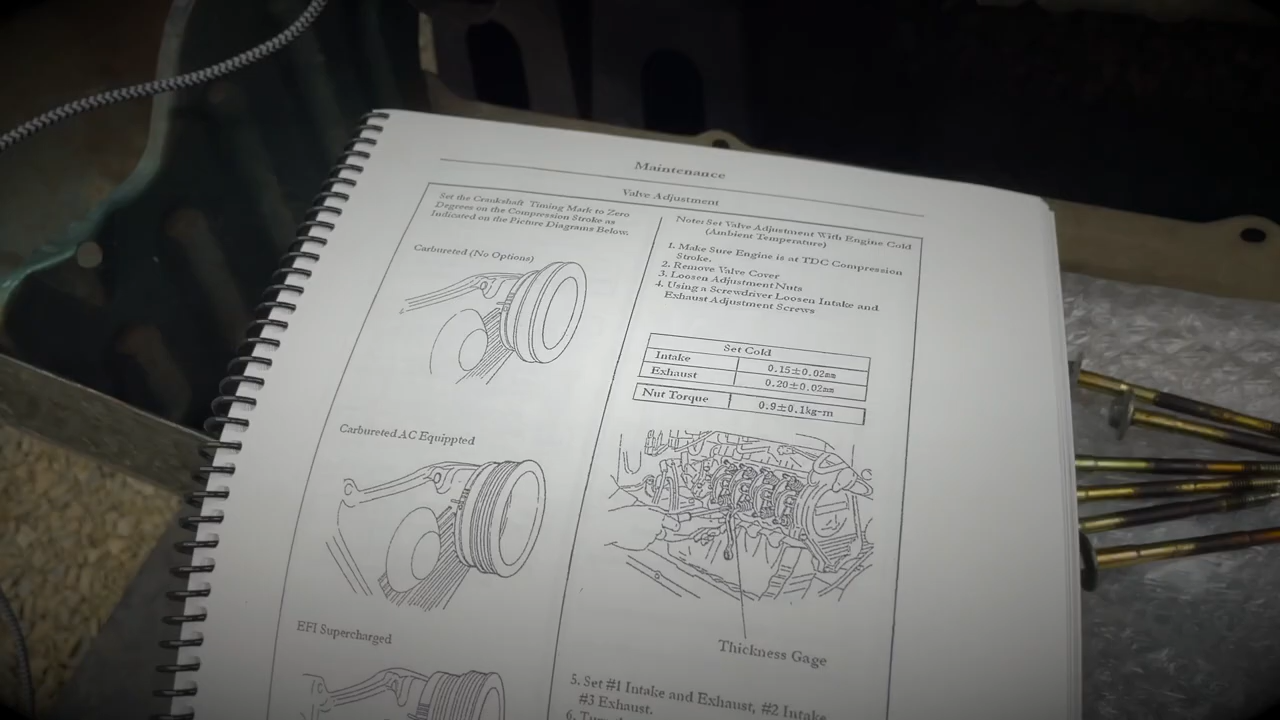 Maintenance
Valve Adjustment
Set the Crankshaft Timing Mark to Zero
Degrees on the Compression Stroke as
Indicated on the Picture Diagrams Below.
Carbureted (No Options)
Carbureted AC Equippted
EFI Supercharged
Note: Set Valve Adjustment With Engine Cold
(Ambient Temperature)
1. Make Sure Engine is at TDC Compression
Stroke.
2. Remove Valve Cover
3. Loosen Adjustment Nuts
4. Using a Screwdriver Loosen Intake and
Exhaust Adjustment Screws
Set Cold
Intake 0.15±0.02mm
Exhaust 0.20±0.02mm
Nut Torque 0.9±0.1kg-m
Thickness Gage
5. Set #1 Intake and Exhaust, #2 Intake
#3 Exhaust.
6.